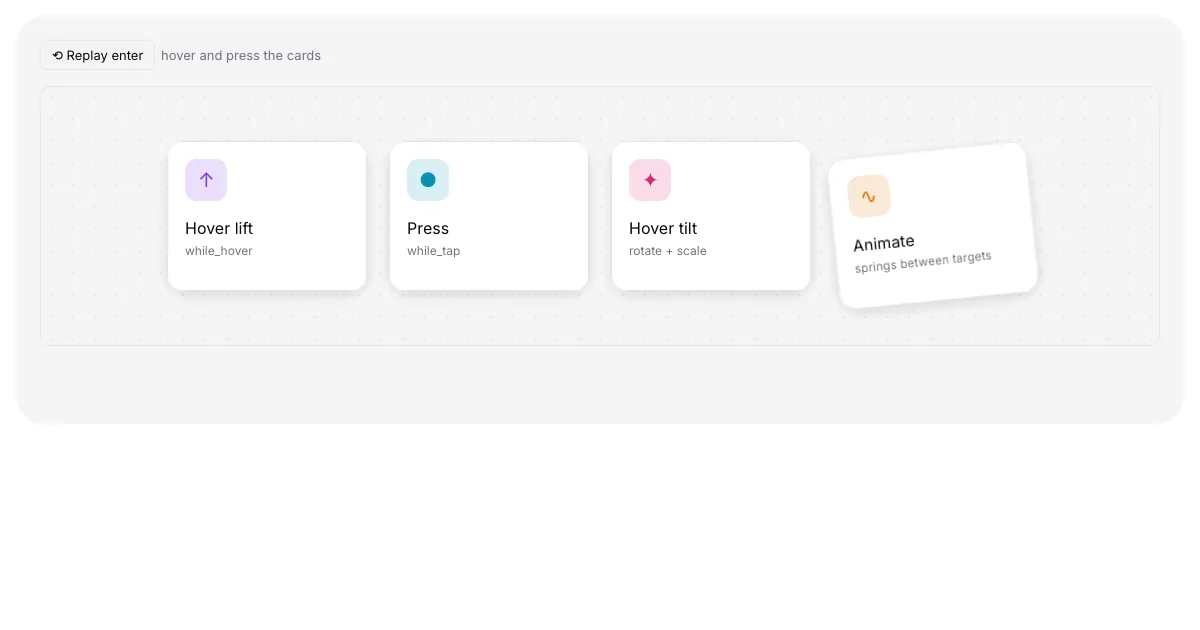 ⟲ Replay enter hover and press the cards
Hover lift
while_hover
Press
while_tap
Hover tilt
rotate + scale
Animate
springs between targets